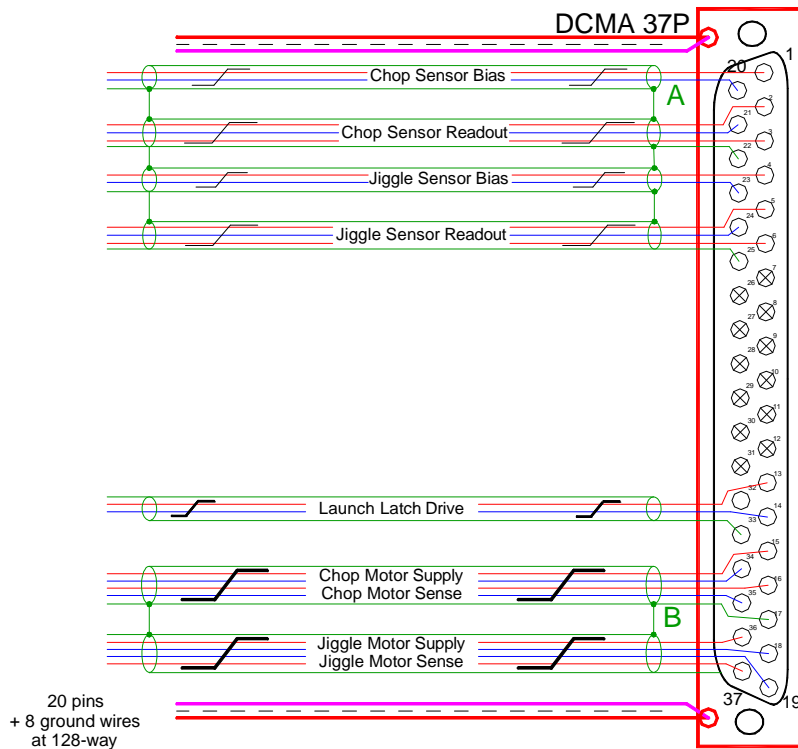 DCMA 37P
1
20
Chop Sensor Bias
A
2
21
Chop Sensor Readout
3
22
4
Jiggle Sensor Bias
23
5
24
Jiggle Sensor Readout
6
25
7
26
8
27
9
28
10
29
11
30
12
31
13
32
Launch Latch Drive
14
33
15
34
Chop Motor Supply
16
Chop Motor Sense
35
B
17
36
Jiggle Motor Supply
18
Jiggle Motor Sense
37
19
20 pins
+ 8 ground wires
at 128-way